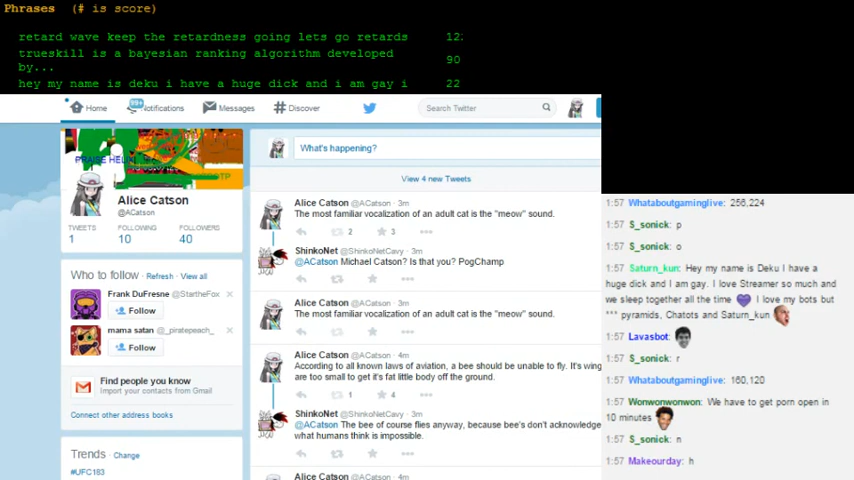 Phrases (# is score)
retard wave keep the retardness going lets go retards 12
trueskill is a bayesian ranking algorithm developed
by... 90
hey my name is deku i have a huge dick and i am gay i 22
Home 99+ Notifications Messages # Discover Search Twitter
PRAISE HELIX
What's happening?
View 4 new Tweets
Alice Catson
@ACatson
TWEETS FOLLOWING FOLLOWERS
1 10 40
Who to follow · Refresh · View all
Frank DuFresne @StartheFox
Follow
mama satan @_piratepeach_
Follow
Find people you know
Import your contacts from Gmail
Connect other address books
Trends · Change
#UFC183
Alice Catson @ACatson · 3m
The most familiar vocalization of an adult cat is the "meow" sound.
2 3
ShinkoNet @ShinkoNetCavy · 3m
@ACatson Michael Catson? Is that you? PogChamp
Alice Catson @ACatson · 3m
The most familiar vocalization of an adult cat is the "meow" sound.
Alice Catson @ACatson · 4m
According to all known laws of aviation, a bee should be unable to fly. It's wing
are too small to get it's fat little body off the ground.
1 4
ShinkoNet @ShinkoNetCavy · 3m
@ACatson The bee of course flies anyway, because bee's don't acknowledge
what humans think is impossible.
Alice Catson @ACatson · 4m
1:57 Whataboutgaminglive: 256,224
1:57 S_sonick: p
1:57 S_sonick: o
1:57 Saturn_kun: Hey my name is Deku I have a
huge dick and I am gay. I love Streamer so much and
we sleep together all the time I love my bots but
*** pyramids, Chatots and Saturn_kun
1:57 Lavasbot:
1:57 S_sonick: r
1:57 Whataboutgaminglive: 160,120
1:57 Wonwonwonwon: We have to get porn open in
10 minutes
1:57 S_sonick: n
1:57 Makeourday: h